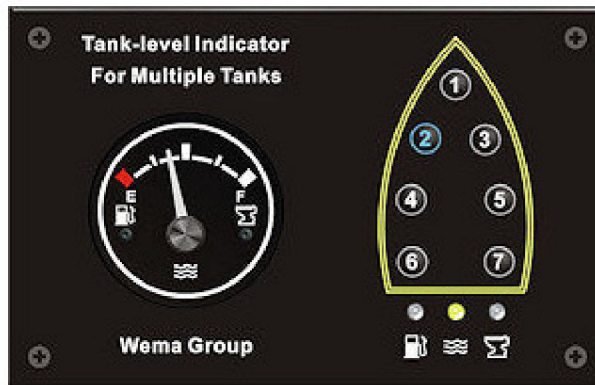 Tank-level Indicator
For Multiple Tanks
E
F
Wema Group
1
2
3
4
5
6
7